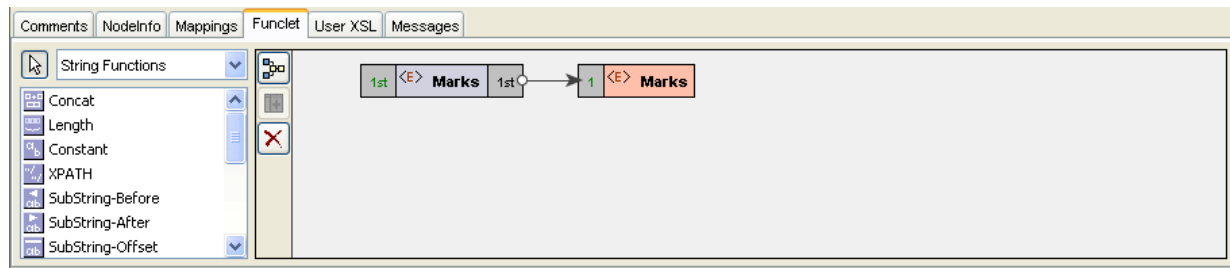 Comments NodeInfo Mappings Funclet User XSL Messages
String Functions
1st <E> Marks 1st 1 <E> Marks
Concat
Length
Constant
XPATH
SubString-Before
SubString-After
SubString-Offset